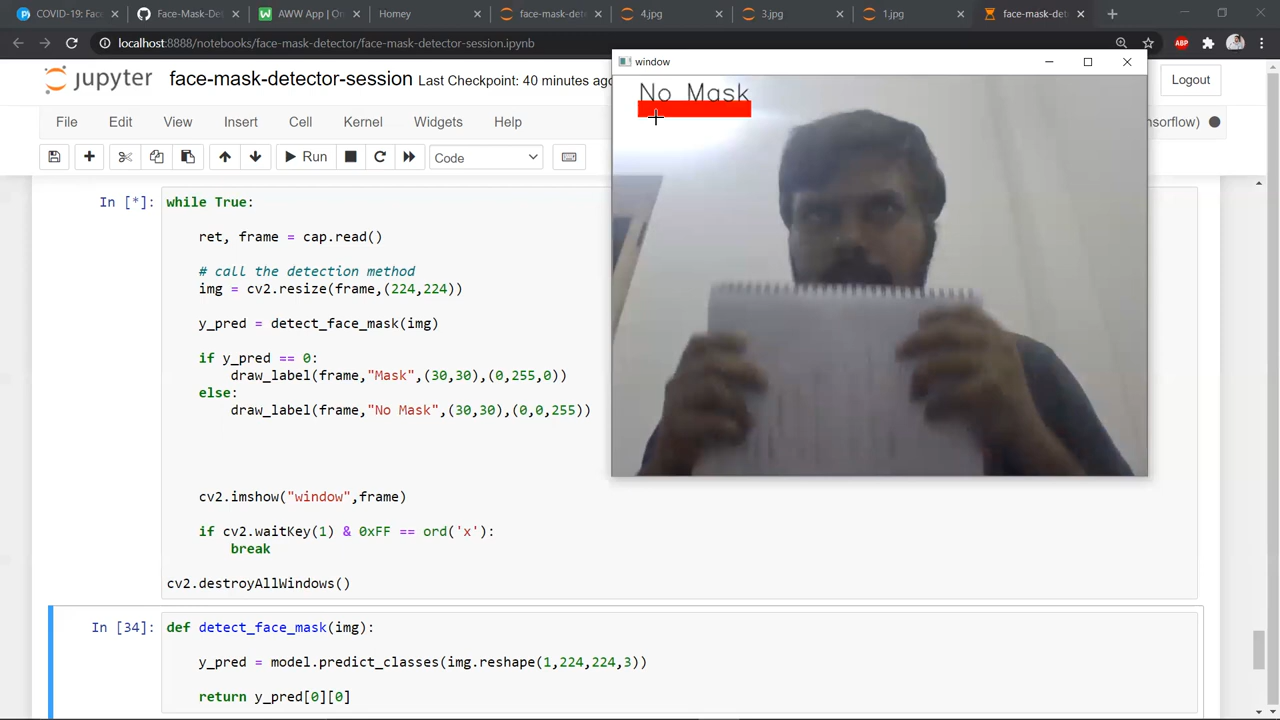 COVID-19: Fac
Face-Mask-De
AWW App | On
Homey
face-mask-dete
4.jpg
3.jpg
1.jpg
face-mask-dete
localhost:8888/notebooks/face-mask-detector/face-mask-detector-session.ipynb
ABP
window
jupyter
face-mask-detector-session
Last Checkpoint: 40 minutes ago
Logout
File
Edit
View
Insert
Cell
Kernel
Widgets
Help
nsorflow)
Run
Code
No Mask
In [*]:
while True:
ret, frame = cap.read()
# call the detection method
img = cv2.resize(frame,(224,224))
y_pred = detect_face_mask(img)
if y_pred == 0:
draw_label(frame,"Mask",(30,30),(0,255,0))
else:
draw_label(frame,"No Mask",(30,30),(0,0,255))
cv2.imshow("window",frame)
if cv2.waitKey(1) & 0xFF == ord('x'):
break
cv2.destroyAllWindows()
In [34]:
def detect_face_mask(img):
y_pred = model.predict_classes(img.reshape(1,224,224,3))
return y_pred[0][0]